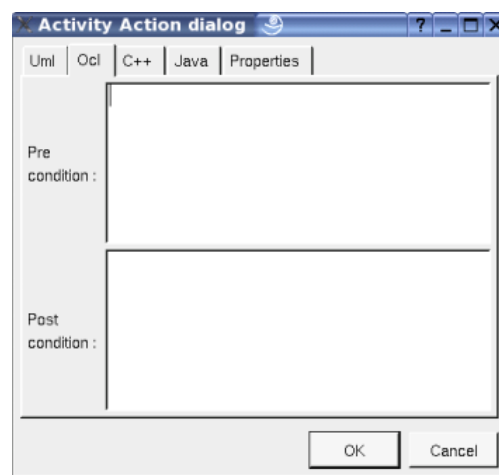 Activity Action dialog
Uml Ocl C++ Java Properties
Pre
condition :
Post
condition :
OK Cancel